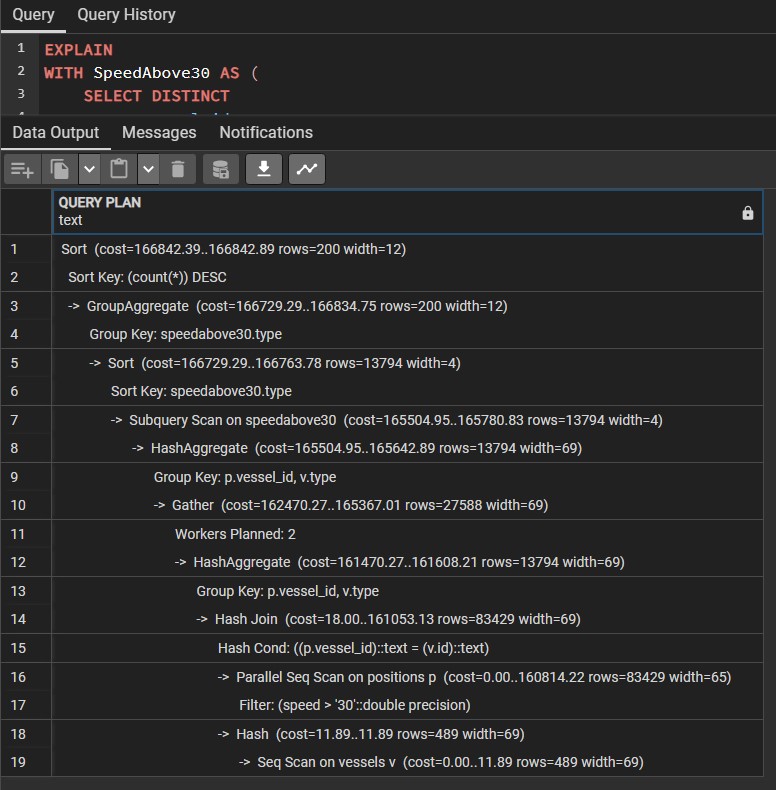 Query Query History
1 EXPLAIN
2 WITH SpeedAbove30 AS (
3 SELECT DISTINCT
Data Output Messages Notifications
QUERY PLAN
text
1 Sort (cost=166842.39..166842.89 rows=200 width=12)
2 Sort Key: (count(*)) DESC
3 -> GroupAggregate (cost=166729.29..166834.75 rows=200 width=12)
4 Group Key: speedabove30.type
5 -> Sort (cost=166729.29..166763.78 rows=13794 width=4)
6 Sort Key: speedabove30.type
7 -> Subquery Scan on speedabove30 (cost=165504.95..165780.83 rows=13794 width=4)
8 -> HashAggregate (cost=165504.95..165642.89 rows=13794 width=69)
9 Group Key: p.vessel_id, v.type
10 -> Gather (cost=162470.27..165367.01 rows=27588 width=69)
11 Workers Planned: 2
12 -> HashAggregate (cost=161470.27..161608.21 rows=13794 width=69)
13 Group Key: p.vessel_id, v.type
14 -> Hash Join (cost=18.00..161053.13 rows=83429 width=69)
15 Hash Cond: ((p.vessel_id)::text = (v.id)::text)
16 -> Parallel Seq Scan on positions p (cost=0.00..160814.22 rows=83429 width=65)
17 Filter: (speed > '30'::double precision)
18 -> Hash (cost=11.89..11.89 rows=489 width=69)
19 -> Seq Scan on vessels v (cost=0.00..11.89 rows=489 width=69)